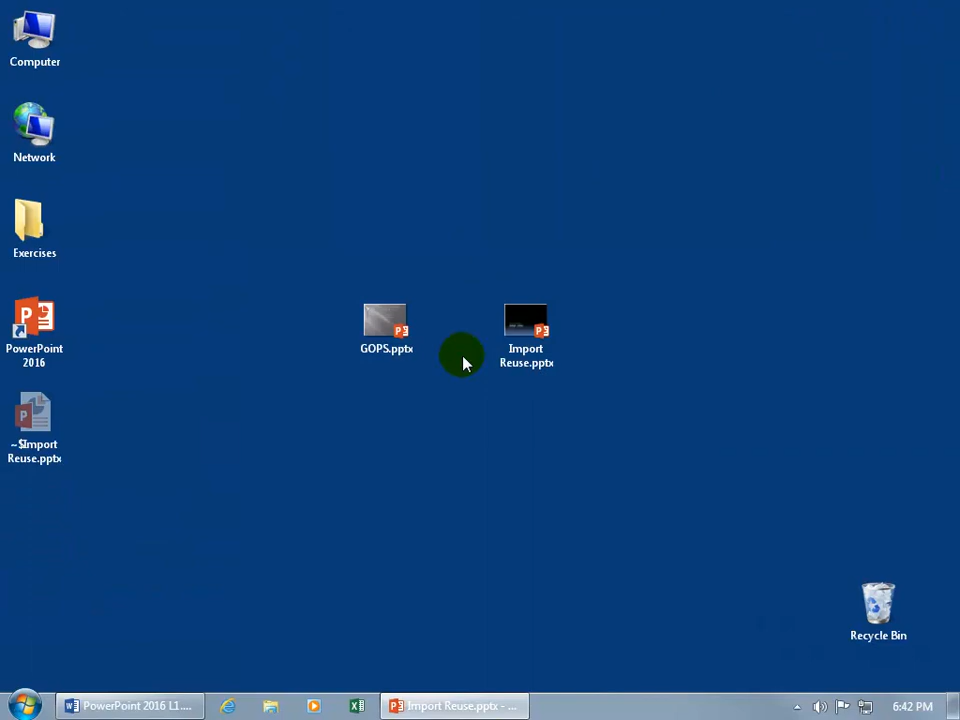 Computer
Network
Exercises
PowerPoint
2016
~$Import
Reuse.pptx
GOPS.pptx
Import
Reuse.pptx
Recycle Bin
PowerPoint 2016 L1....
Import Reuse.pptx - ...
6:42 PM